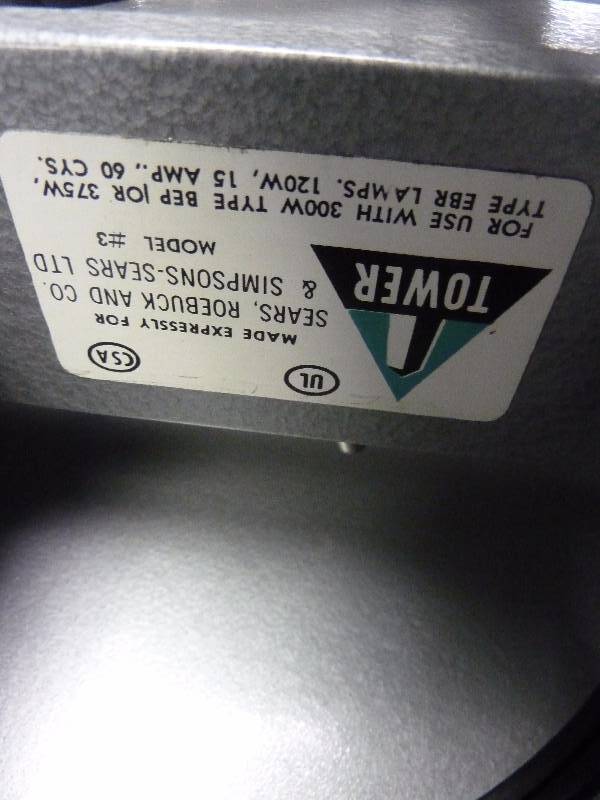 UL
CSA
MADE EXPRESSLY FOR
SEARS, ROEBUCK AND CO.
& SIMPSONS-SEARS LTD
TOWER
MODEL #3
FOR USE WITH 300W TYPE BEP OR 375W,
TYPE EBR LAMPS. 120W, 15 AMP., 60 CYS.